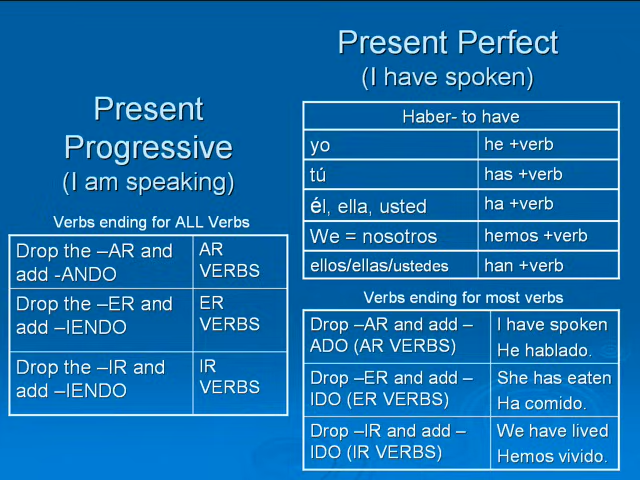 Present
Progressive
(I am speaking)
Verbs ending for ALL Verbs
Drop the –AR and
add -ANDO
AR
VERBS
Drop the –ER and
add –IENDO
ER
VERBS
Drop the –IR and
add –IENDO
IR
VERBS
Present Perfect
(I have spoken)
Haber- to have
yo
he +verb
tú
has +verb
él, ella, usted
ha +verb
We = nosotros
hemos +verb
ellos/ellas/ustedes
han +verb
Verbs ending for most verbs
Drop –AR and add –
ADO (AR VERBS)
I have spoken
He hablado.
Drop –ER and add –
IDO (ER VERBS)
She has eaten
Ha comido.
Drop –IR and add –
IDO (IR VERBS)
We have lived
Hemos vivido.